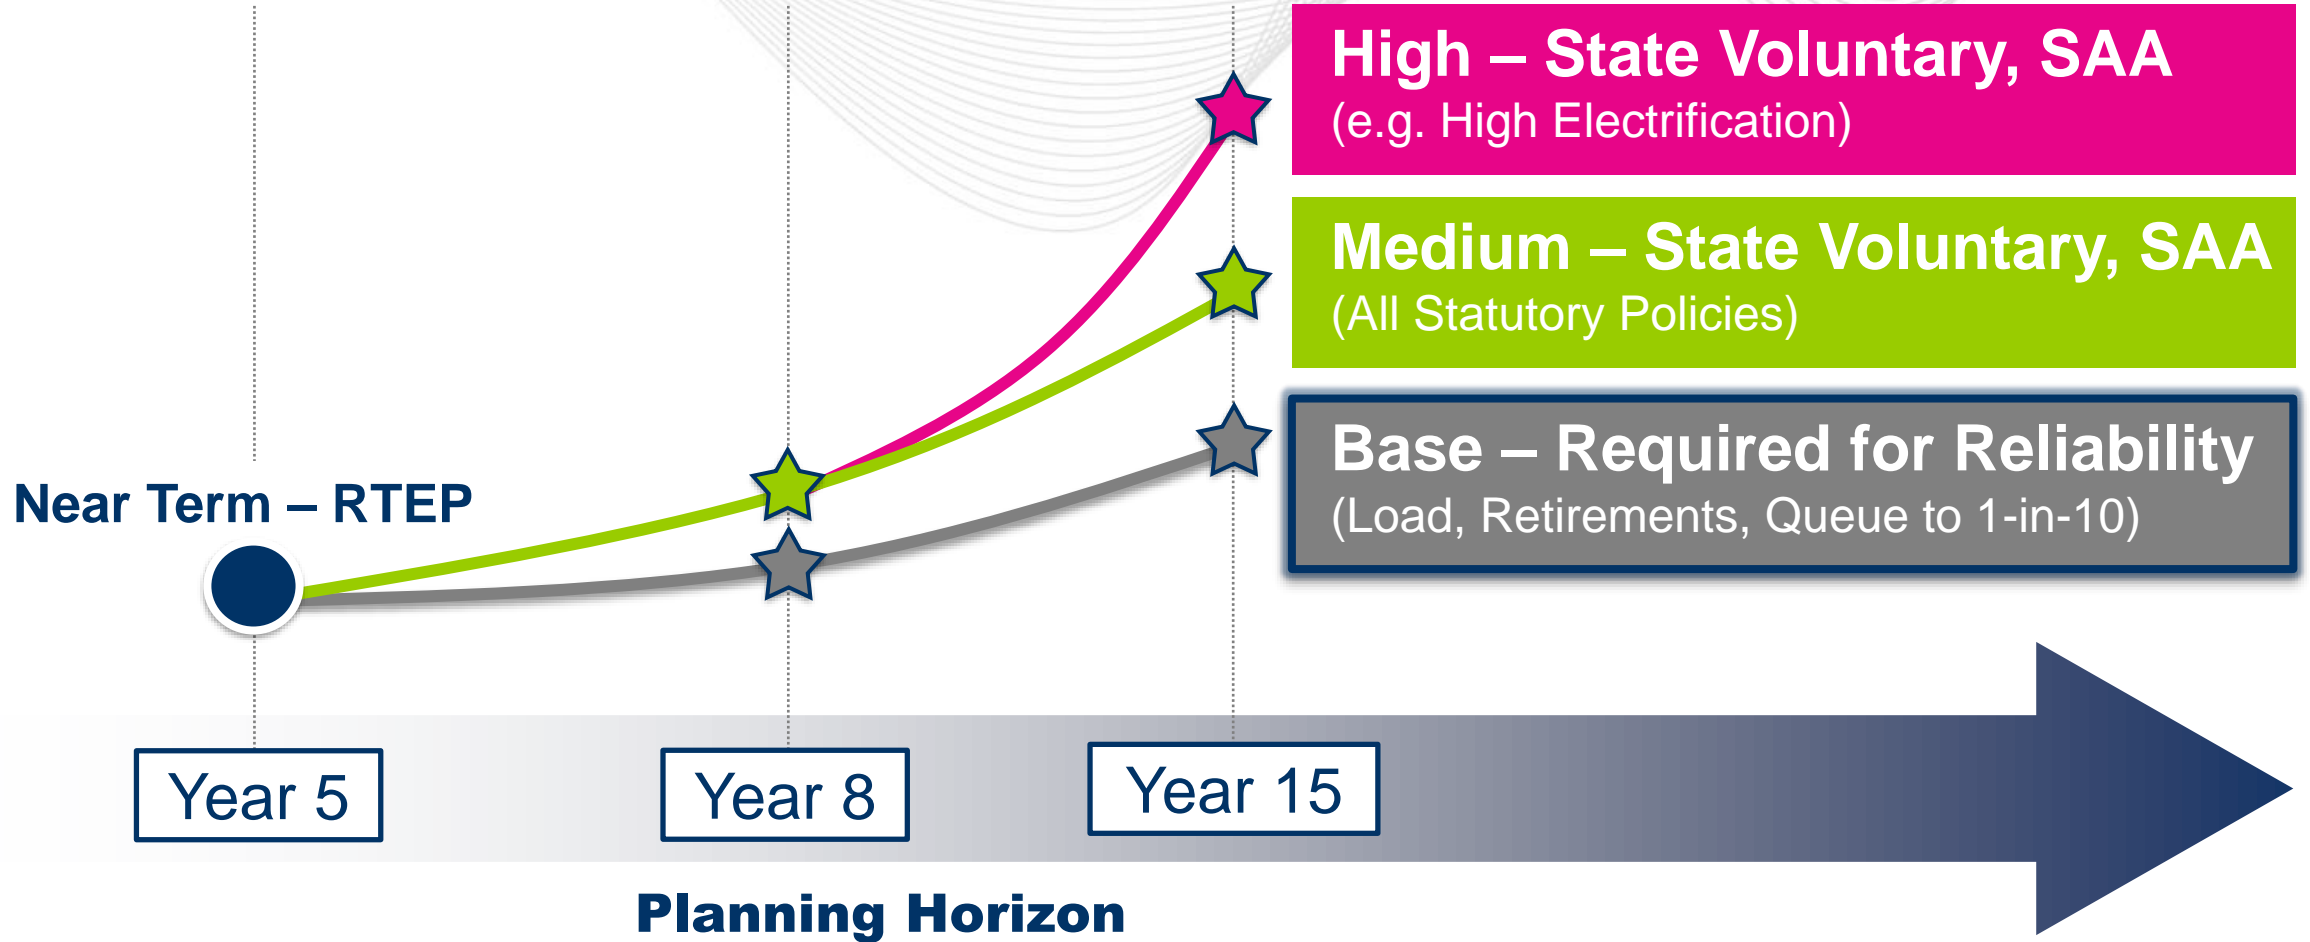 High – State Voluntary, SAA
(e.g. High Electrification)
Medium – State Voluntary, SAA
(All Statutory Policies)
Base – Required for Reliability
(Load, Retirements, Queue to 1-in-10)
Near Term – RTEP
Year 5
Year 8
Year 15
Planning Horizon